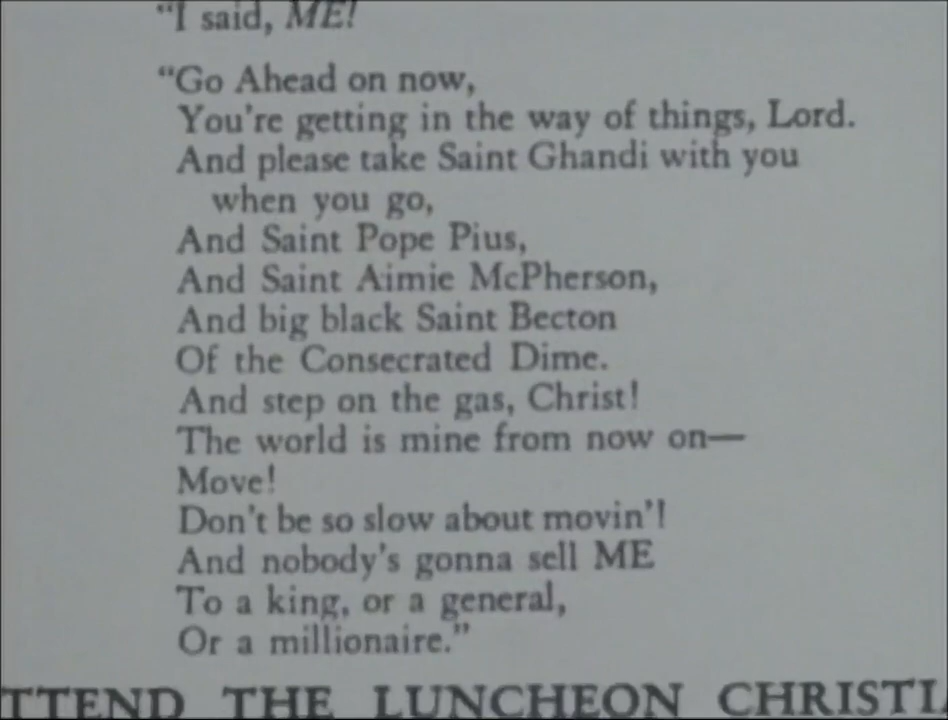 "I said, ME!
"Go Ahead on now,
You're getting in the way of things, Lord.
And please take Saint Ghandi with you
when you go,
And Saint Pope Pius,
And Saint Aimie McPherson,
And big black Saint Becton
Of the Consecrated Dime.
And step on the gas, Christ!
The world is mine from now on—
Move!
Don't be so slow about movin'!
And nobody's gonna sell ME
To a king, or a general,
Or a millionaire."
TTEND THE LUNCHEON CHRISTI